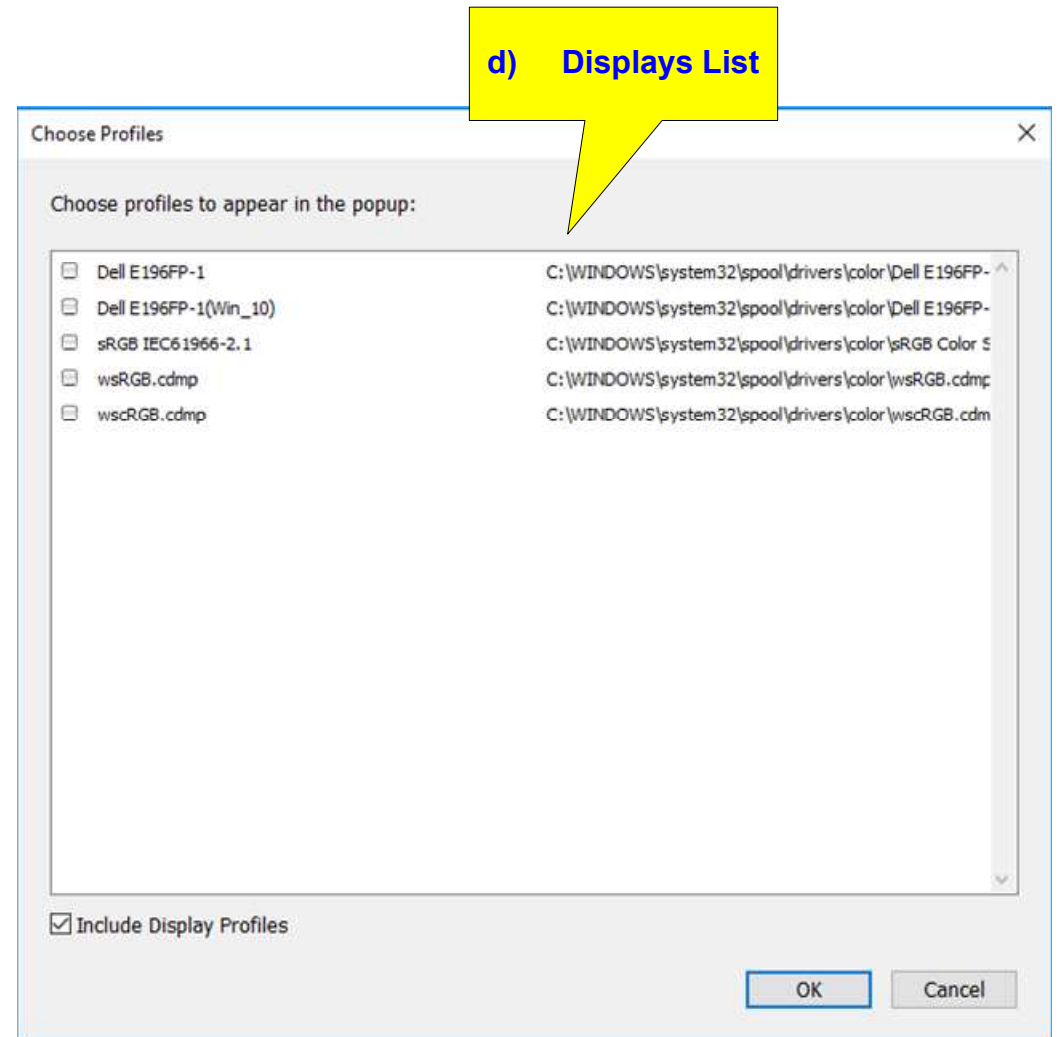 d) Displays List
Choose Profiles
Choose profiles to appear in the popup:
Dell E196FP-1 C:\WINDOWS\system32\spool\drivers\color\Dell E196FP-
Dell E196FP-1(Win_10) C:\WINDOWS\system32\spool\drivers\color\Dell E196FP-
sRGB IEC61966-2.1 C:\WINDOWS\system32\spool\drivers\color\sRGB Color S
wsRGB.cdmp C:\WINDOWS\system32\spool\drivers\color\wsRGB.cdmp
wscRGB.cdmp C:\WINDOWS\system32\spool\drivers\color\wscRGB.cdm
Include Display Profiles
OK Cancel